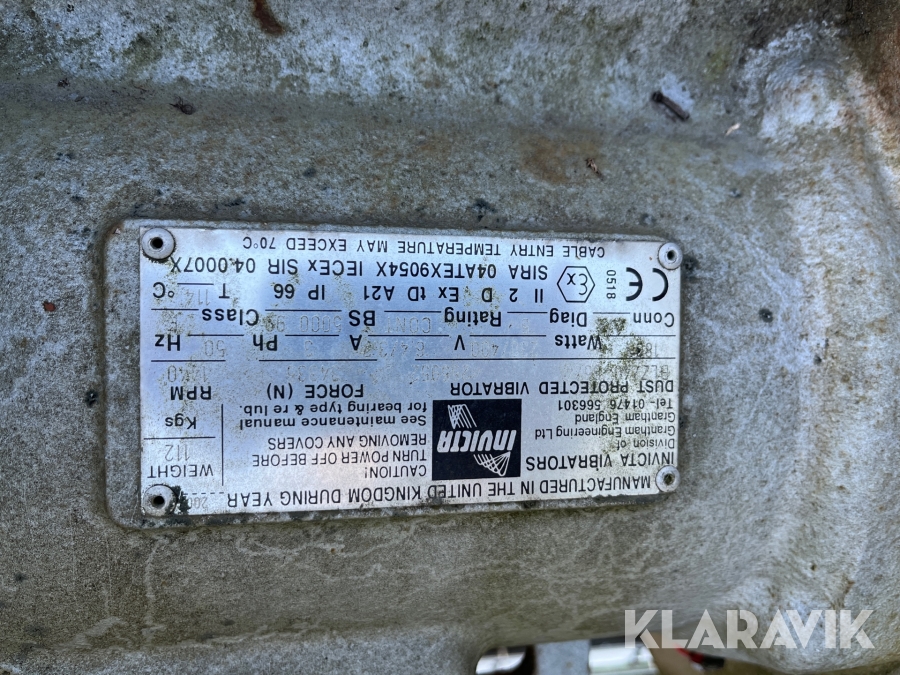 MANUFACTURED IN THE UNITED KINGDOM DURING YEAR
INVICTA VIBRATORS
Division of
Grantham Engineering Ltd
Grantham England
Tel- 01476 566301
INVICTA
CAUTION!
TURN POWER OFF BEFORE
REMOVING ANY COVERS
See maintenance manual
for bearing type & re lub.
WEIGHT
112 Kgs
DUST PROTECTED VIBRATOR
FORCE (N)
RPM
Watts V A Ph 50 Hz
Conn Diag Rating BS Class
CE 0518 Ex II 2 D Ex tD A21 IP 66 T 114 °C
SIRA 04ATEX9054X IECEx SIR 04.0007X
CABLE ENTRY TEMPERATURE MAY EXCEED 70°C
KLARAVIK